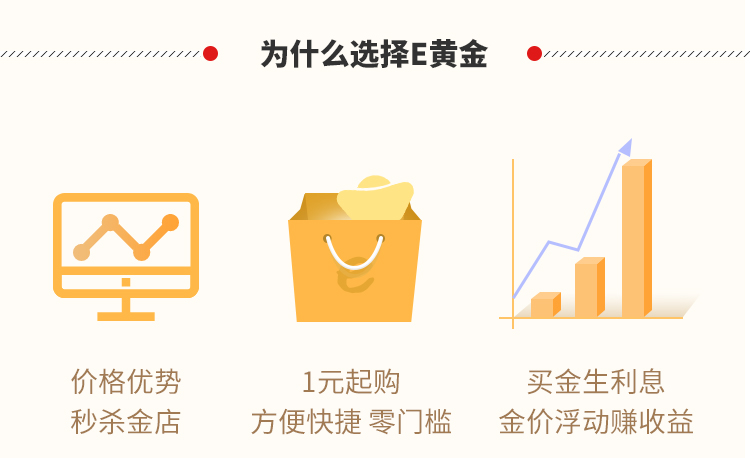 为什么选择E黄金
价格优势
秒杀金店
1元起购
方便快捷 零门槛
买金生利息
金价浮动赚收益